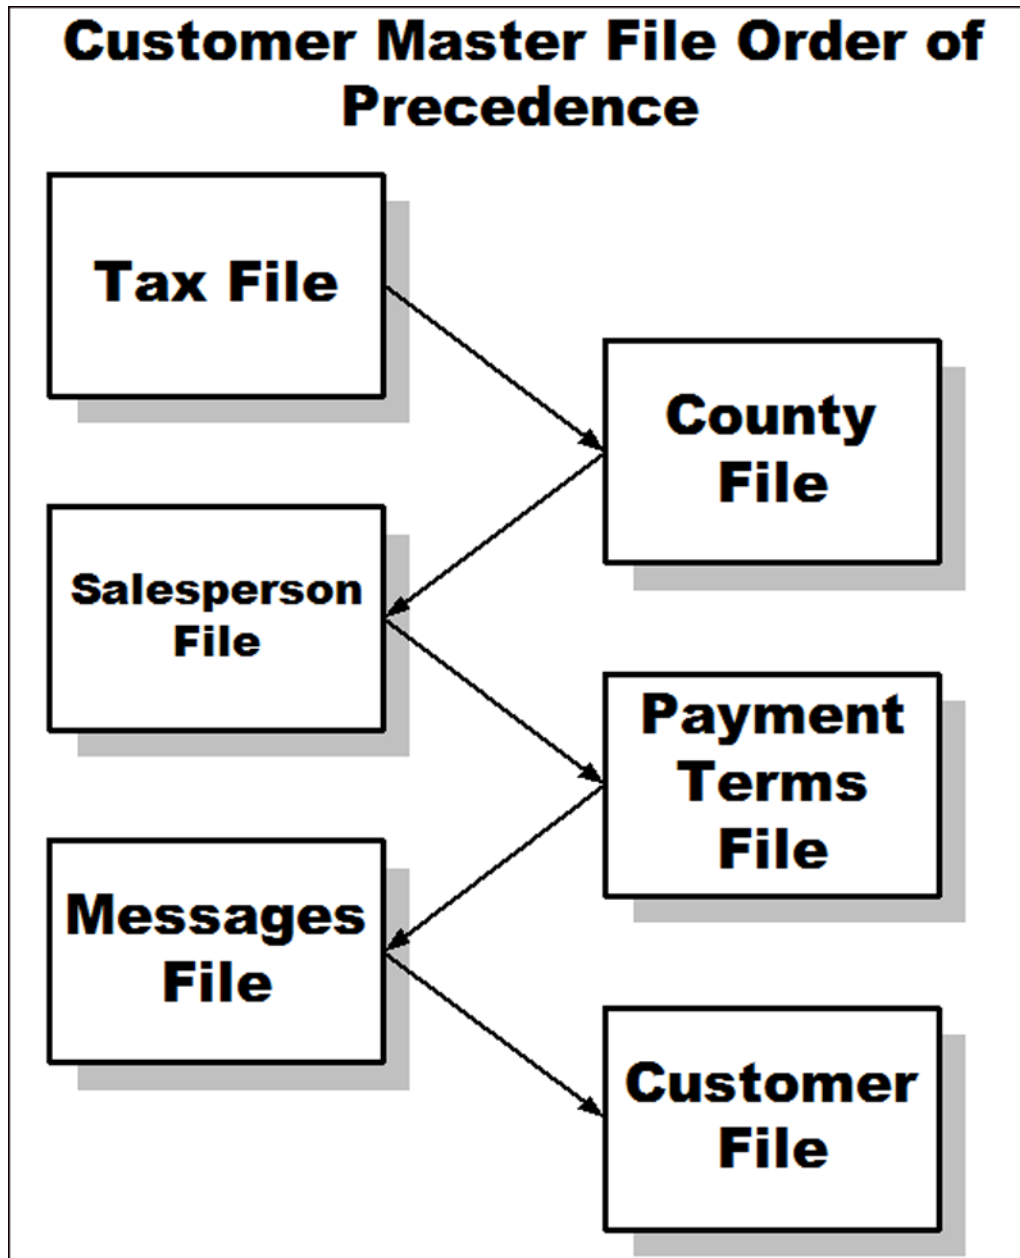 Customer Master File Order of
Precedence
Tax File
County
File
Salesperson
File
Payment
Terms
File
Messages
File
Customer
File